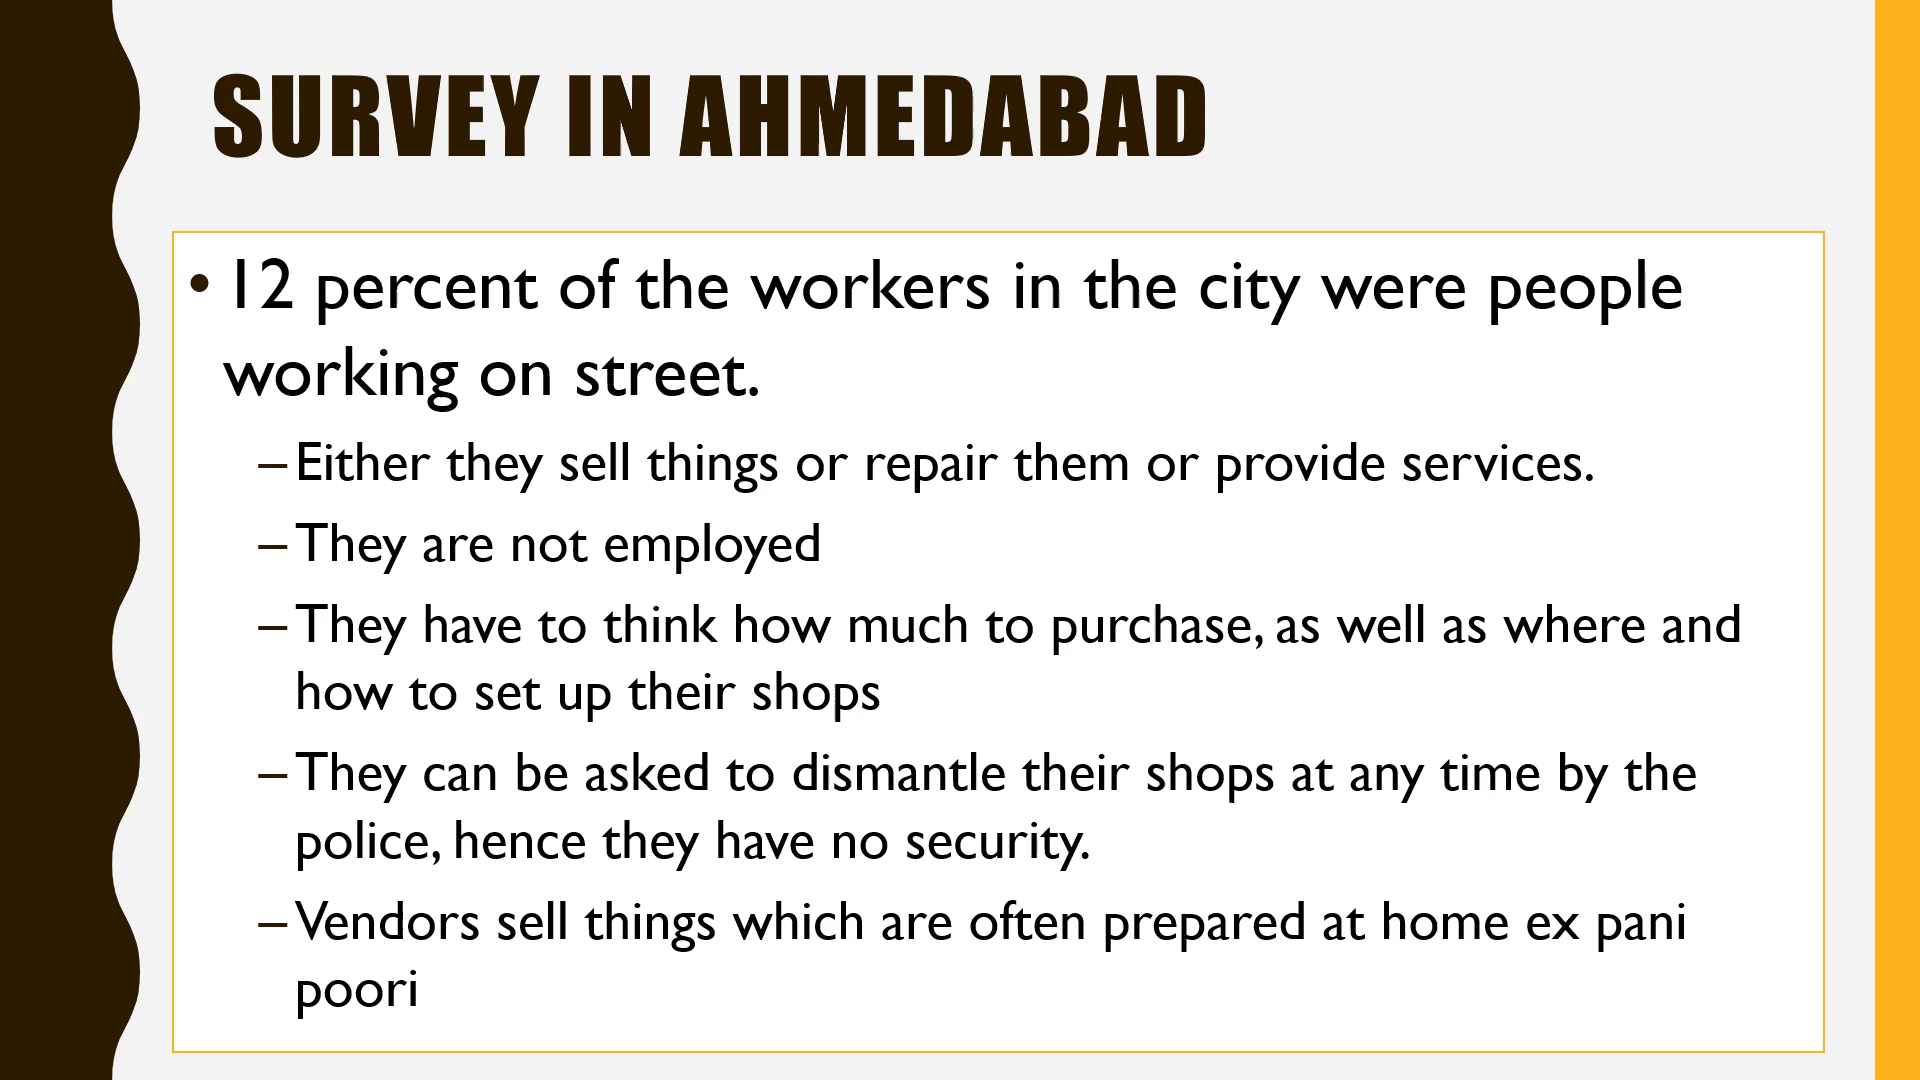 SURVEY IN AHMEDABAD
• 12 percent of the workers in the city were people
working on street.
– Either they sell things or repair them or provide services.
– They are not employed
– They have to think how much to purchase, as well as where and
how to set up their shops
– They can be asked to dismantle their shops at any time by the
police, hence they have no security.
– Vendors sell things which are often prepared at home ex pani
poori